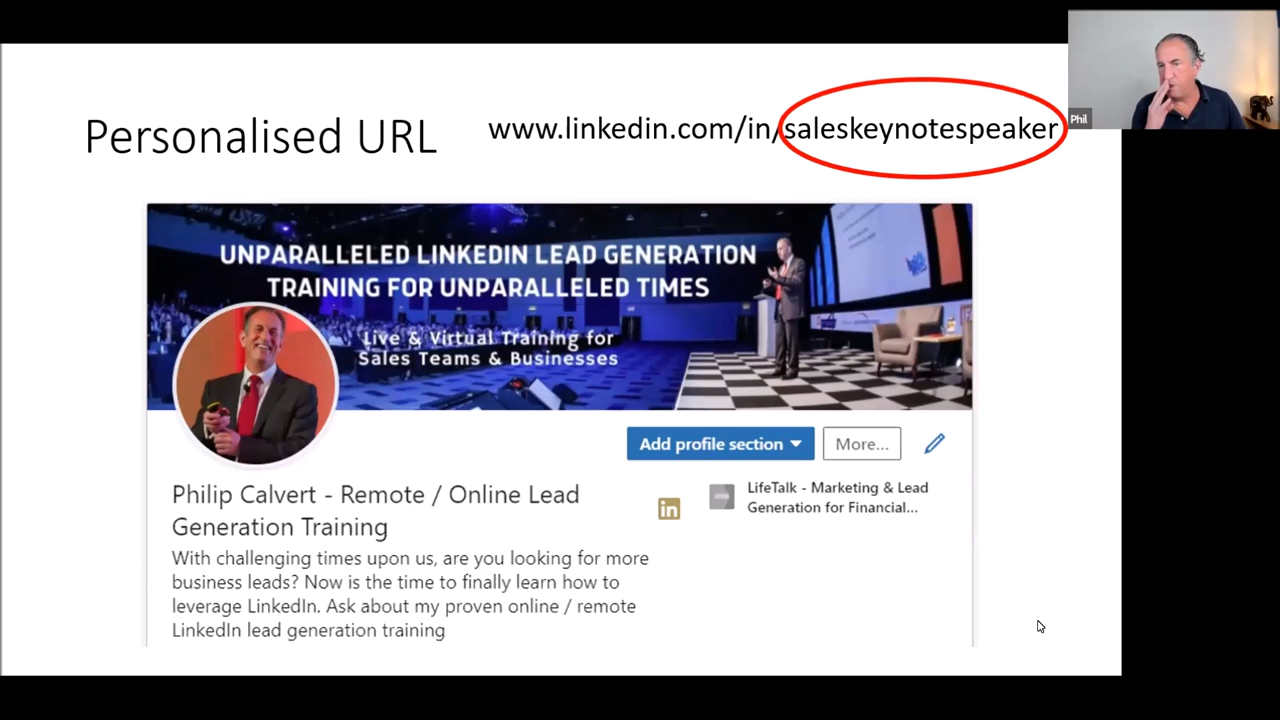 Personalised URL
www.linkedin.com/in/saleskeynotespeaker
Phil
UNPARALLELED LINKEDIN LEAD GENERATION
TRAINING FOR UNPARALLELED TIMES
Live & Virtual Training for
Sales Teams & Businesses
Add profile section
More...
Philip Calvert - Remote / Online Lead
Generation Training
in
LifeTalk - Marketing & Lead
Generation for Financial...
With challenging times upon us, are you looking for more
business leads? Now is the time to finally learn how to
leverage LinkedIn. Ask about my proven online / remote
LinkedIn lead generation training